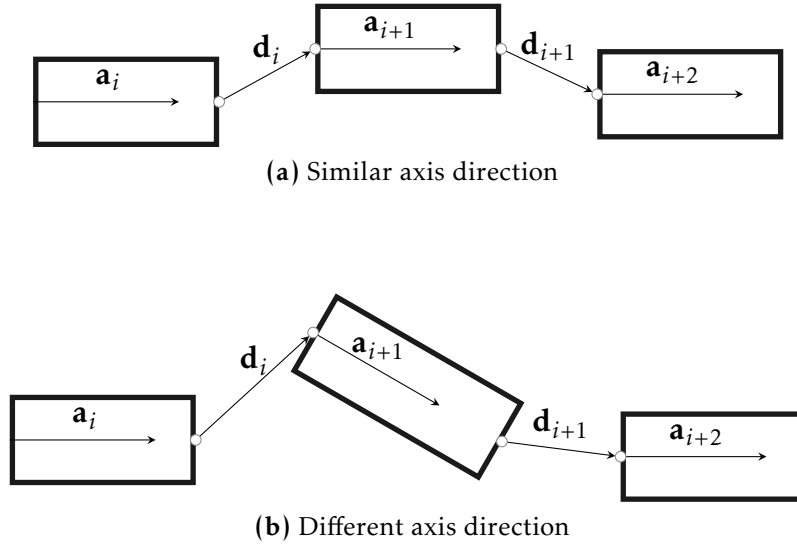 a_i
d_i
a_{i+1}
d_{i+1}
a_{i+2}
(a) Similar axis direction
a_i
d_i
a_{i+1}
d_{i+1}
a_{i+2}
(b) Different axis direction